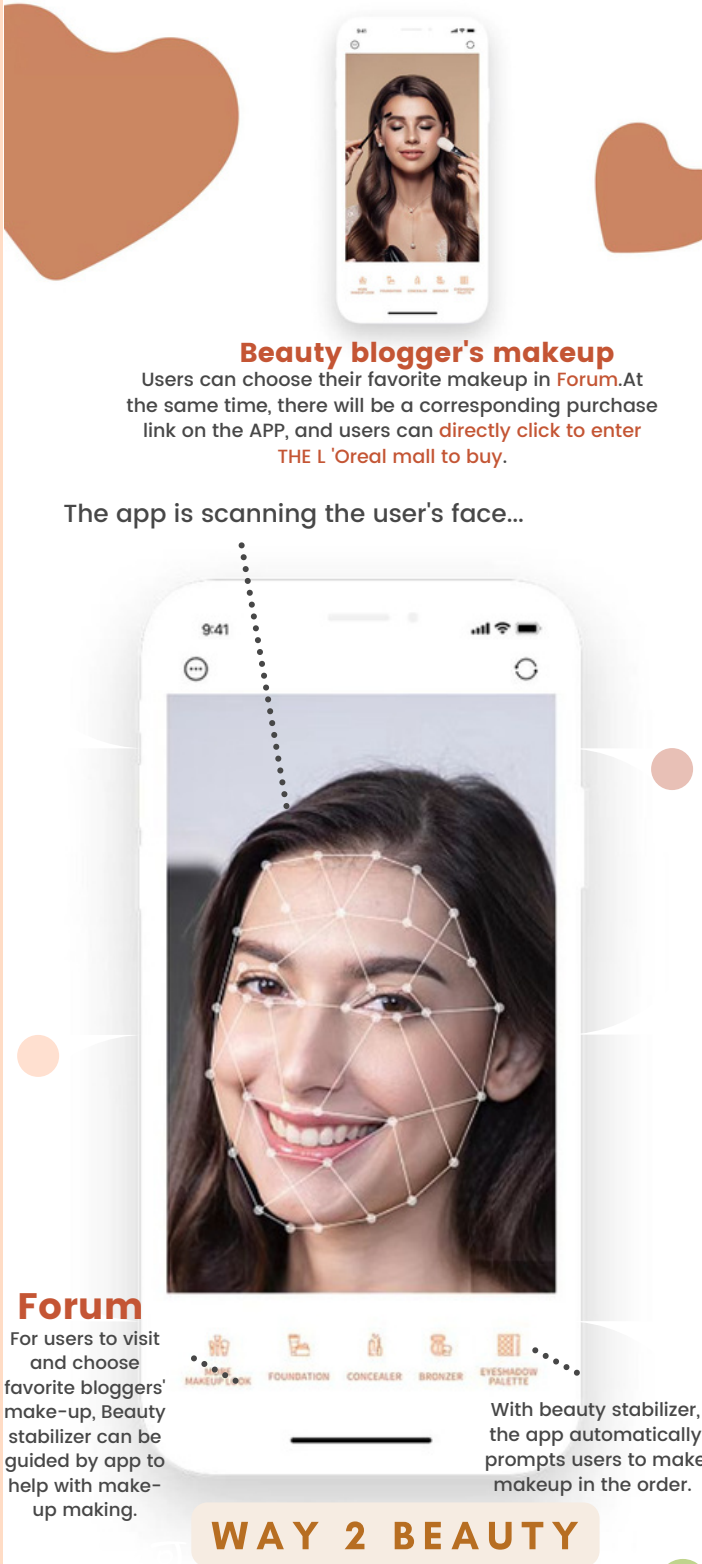 9:41
Beauty blogger's makeup
Users can choose their favorite makeup in Forum.At
the same time, there will be a corresponding purchase
link on the APP, and users can directly click to enter
THE L 'Oreal mall to buy.
The app is scanning the user's face...
9:41
MORE
MAKEUP LOOK
FOUNDATION
CONCEALER
BRONZER
EYESHADOW
PALETTE
Forum
For users to visit
and choose
favorite bloggers'
make-up, Beauty
stabilizer can be
guided by app to
help with make-
up making.
With beauty stabilizer,
the app automatically
prompts users to make
makeup in the order.
WAY 2 BEAUTY